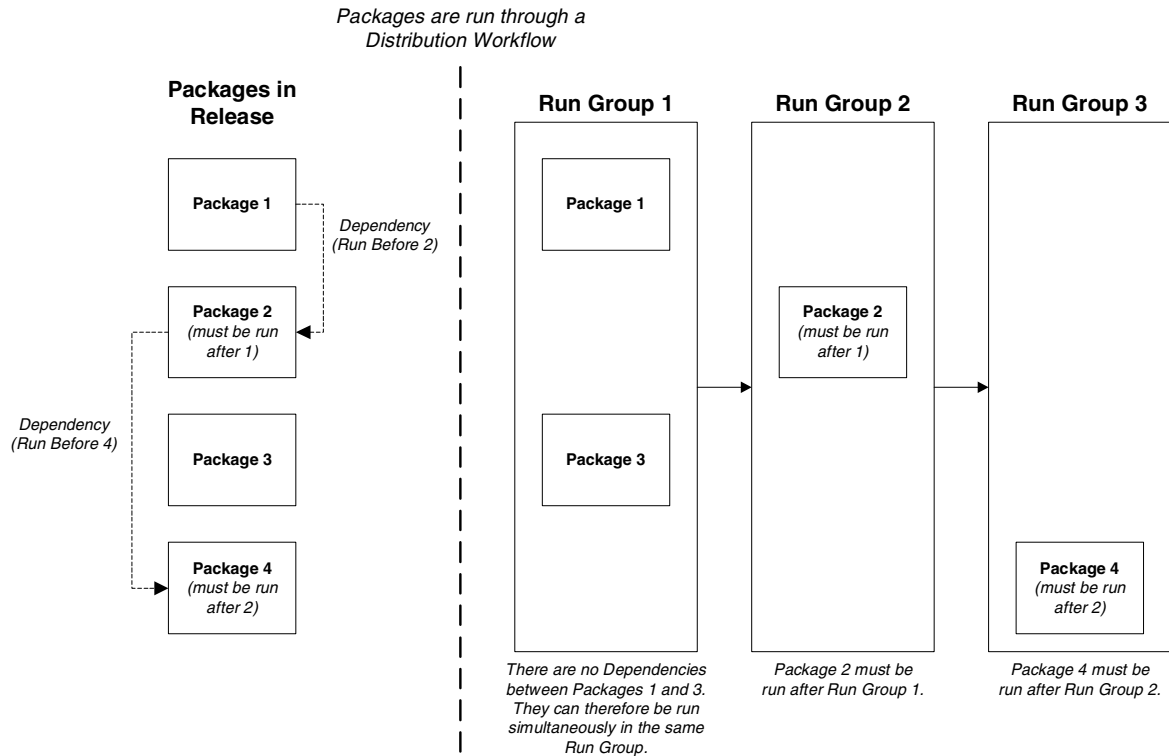 Packages are run through a
Distribution Workflow
Packages in
Release
Package 1
Dependency
(Run Before 2)
Package 2
(must be run
after 1)
Dependency
(Run Before 4)
Package 3
Package 4
(must be run
after 2)
Run Group 1
Package 1
Package 3
There are no Dependencies
between Packages 1 and 3.
They can therefore be run
simultaneously in the same
Run Group.
Run Group 2
Package 2
(must be run
after 1)
Package 2 must be
run after Run Group 1.
Run Group 3
Package 4
(must be run
after 2)
Package 4 must be
run after Run Group 2.